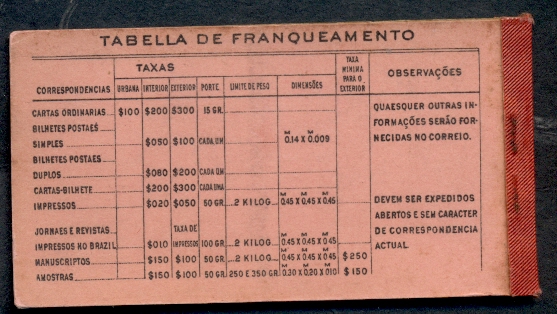 TABELLA DE FRANQUEAMENTO
TAXAS
TAXA MINIMA PARA O EXTERIOR
OBSERVAÇÕES
CORRESPONDENCIAS URBANA INTERIOR EXTERIOR PORTE LIMITE DE PESO DIMENSÕES
CARTAS ORDINARIAS $100 $200 $300 15 GR.
BILHETES POSTAES
SIMPLES $050 $100 CADA UM M 0.14 X M 0.009
BILHETES POSTAES
DUPLOS $080 $200 CADA UM
CARTAS-BILHETE $200 $300 CADA UMA
IMPRESSOS $020 $050 50 GR. 2 KILOG. M 0.45 X M 0.45 X M 0.45
JORNAES E REVISTAS TAXA DE
IMPRESSOS NO BRAZIL $010 IMPRESSOS 100 GR. 2 KILOG. M 0.45 X M 0.45 X M 0.45
MANUSCRIPTOS $150 $100 50 GR. 2 KILOG. M 0.45 X M 0.45 X M 0.45 $250
AMOSTRAS $150 $100 50 GR. 250 E 350 GR. M 0.30 X M 0.20 X M 0.10 $150
QUAESQUER OUTRAS IN-
FORMAÇÕES SERÃO FOR-
NECIDAS NO CORREIO.
DEVEM SER EXPEDIDOS
ABERTOS E SEM CARACTER
DE CORRESPONDENCIA
ACTUAL.